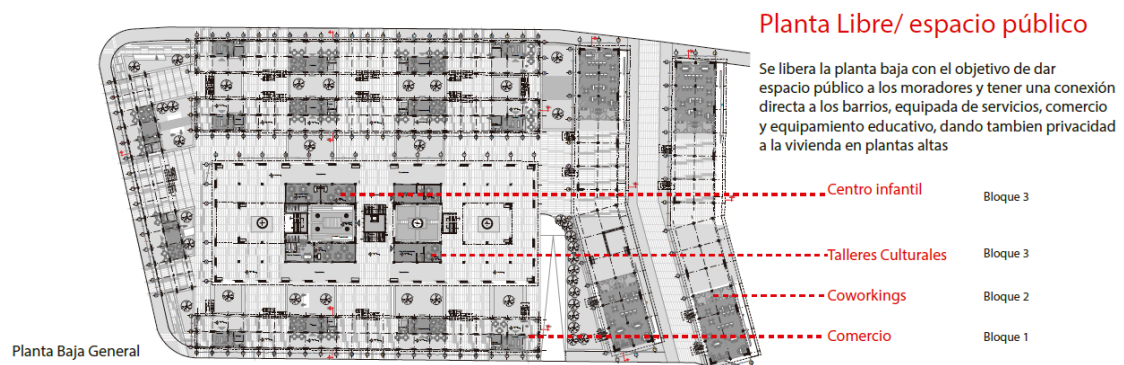 Planta Libre/ espacio público
Se libera la planta baja con el objetivo de dar
espacio público a los moradores y tener una conexión
directa a los barrios, equipada de servicios, comercio
y equipamiento educativo, dando tambien privacidad
a la vivienda en plantas altas
Centro infantil
Bloque 3
Talleres Culturales
Bloque 3
Coworkings
Bloque 2
Comercio
Bloque 1
Planta Baja General